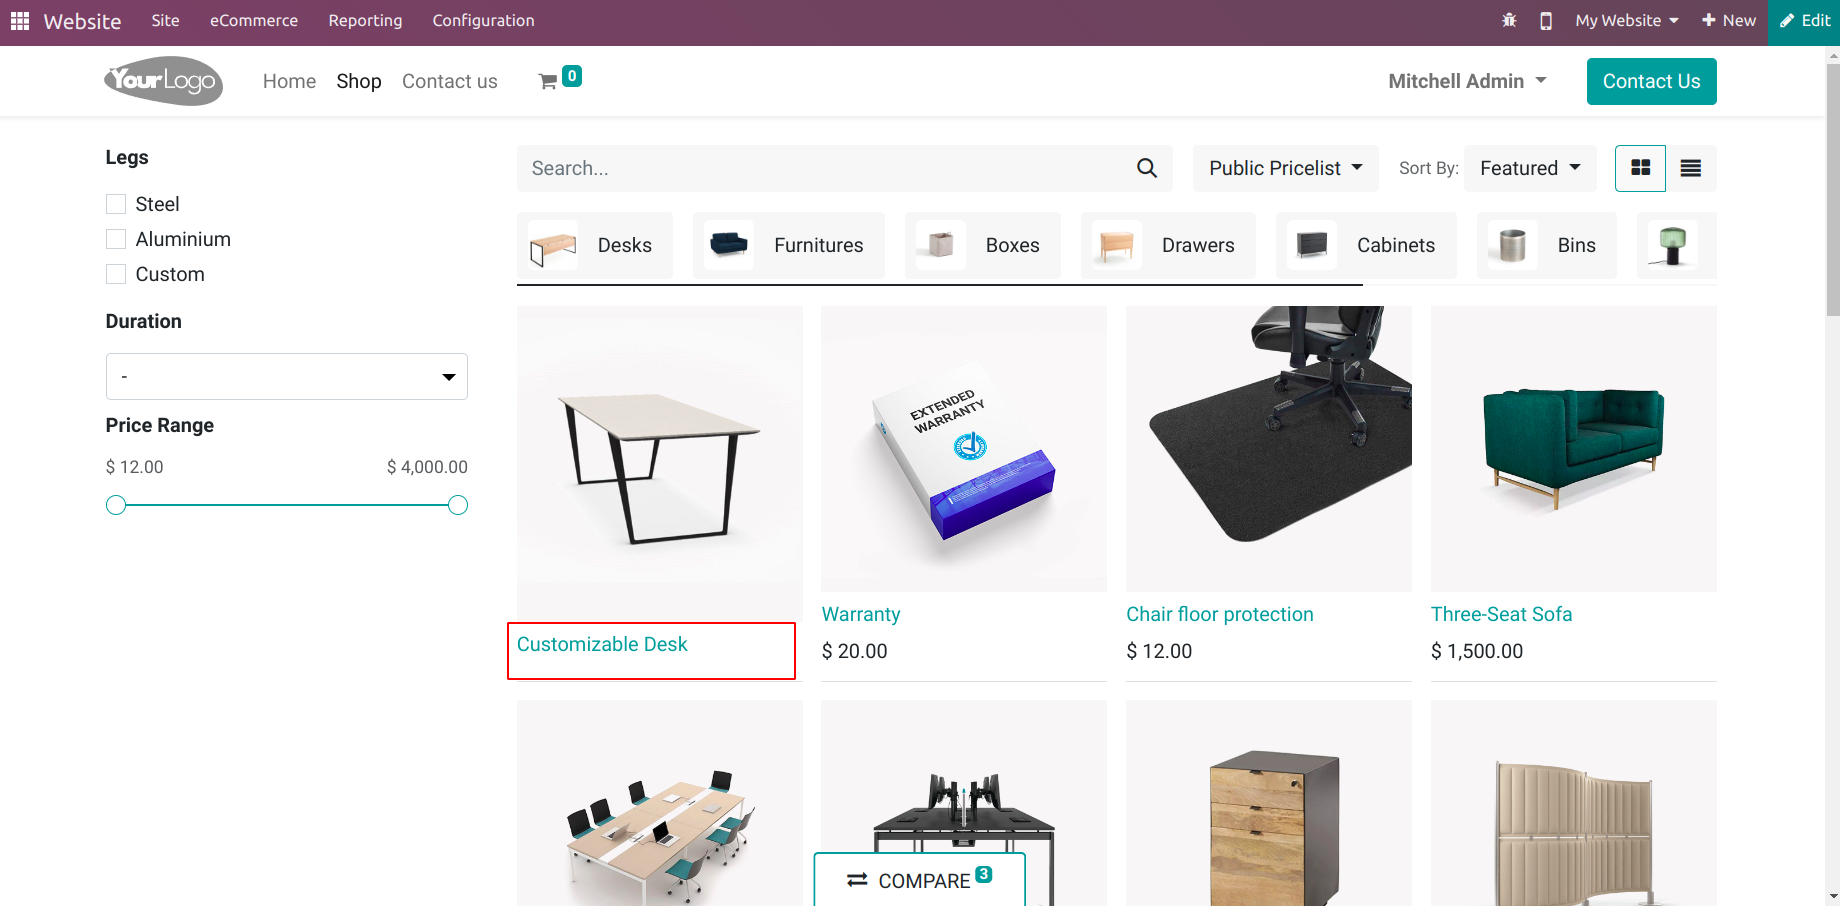 Website Site eCommerce Reporting Configuration My Website New Edit
YourLogo Home Shop Contact us 0 Mitchell Admin Contact Us
Legs
Steel
Aluminium
Custom
Duration
-
Price Range
$ 12.00 $ 4,000.00
Search... Public Pricelist Sort By: Featured
Desks Furnitures Boxes Drawers Cabinets Bins
EXTENDED
WARRANTY
Customizable Desk
Warranty
$ 20.00
Chair floor protection
$ 12.00
Three-Seat Sofa
$ 1,500.00
COMPARE 3